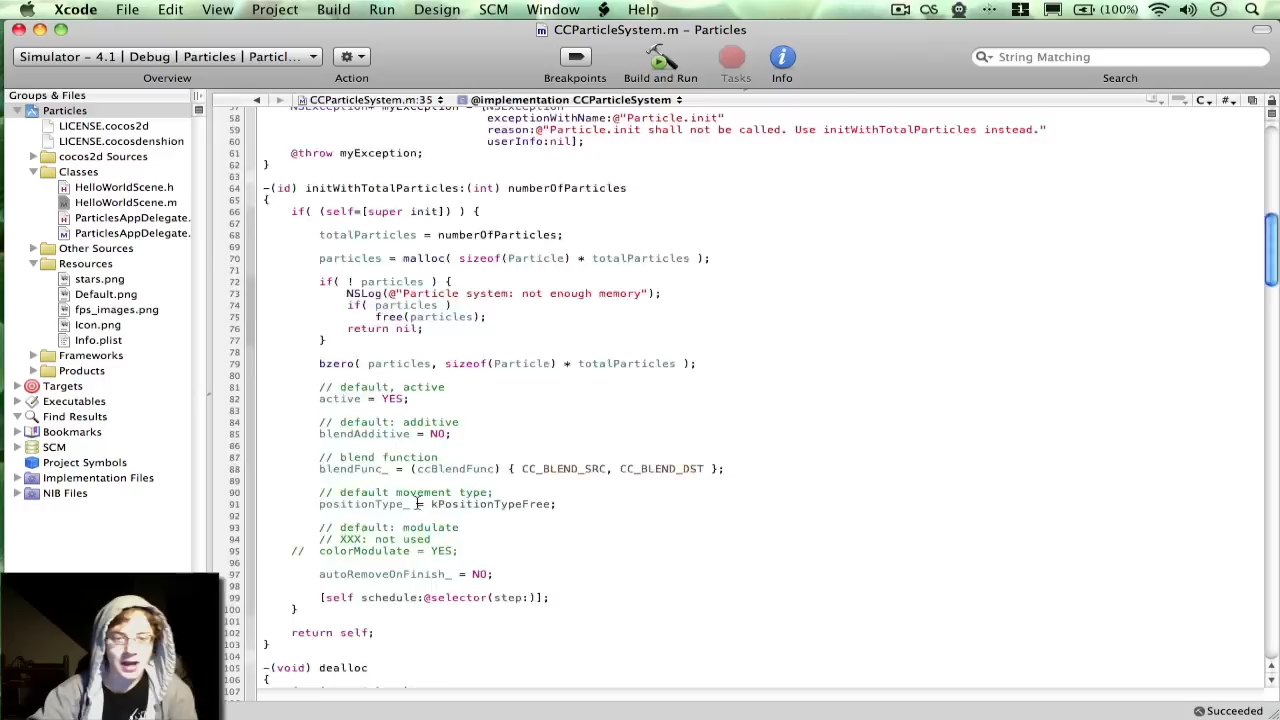 Xcode File Edit View Project Build Run Design SCM Window Help (100%)
CCParticleSystem.m – Particles
Simulator - 4.1 | Debug | Particles | Particl... String Matching
Overview Action Breakpoints Build and Run Tasks Info Search
Groups & Files
CCParticleSystem.m:35 @implementation CCParticleSystem C #
Particles
LICENSE.cocos2d
LICENSE.cocosdenshion
cocos2d Sources
Classes
HelloWorldScene.h
HelloWorldScene.m
ParticlesAppDelegate.
ParticlesAppDelegate.
Other Sources
Resources
stars.png
Default.png
fps_images.png
Icon.png
Info.plist
Frameworks
Products
Targets
Executables
Find Results
Bookmarks
SCM
Project Symbols
Implementation Files
NIB Files
57 NSException* myException = [NSException
58 exceptionWithName:@"Particle.init"
59 reason:@"Particle.init shall not be called. Use initWithTotalParticles instead."
60 userInfo:nil];
61 @throw myException;
62 }
63
64 -(id) initWithTotalParticles:(int) numberOfParticles
65 {
66 if( (self=[super init]) ) {
67
68 totalParticles = numberOfParticles;
69
70 particles = malloc( sizeof(Particle) * totalParticles );
71
72 if( ! particles ) {
73 NSLog(@"Particle system: not enough memory");
74 if( particles )
75 free(particles);
76 return nil;
77 }
78
79 bzero( particles, sizeof(Particle) * totalParticles );
80
81 // default, active
82 active = YES;
83
84 // default: additive
85 blendAdditive = NO;
86
87 // blend function
88 blendFunc_ = (ccBlendFunc) { CC_BLEND_SRC, CC_BLEND_DST };
89
90 // default movement type;
91 positionType_ = kPositionTypeFree;
92
93 // default: modulate
94 // XXX: not used
95 // colorModulate = YES;
96
97 autoRemoveOnFinish_ = NO;
98
99 [self schedule:@selector(step:)];
100 }
101
102 return self;
103 }
104
105 -(void) dealloc
106 {
107
Succeeded